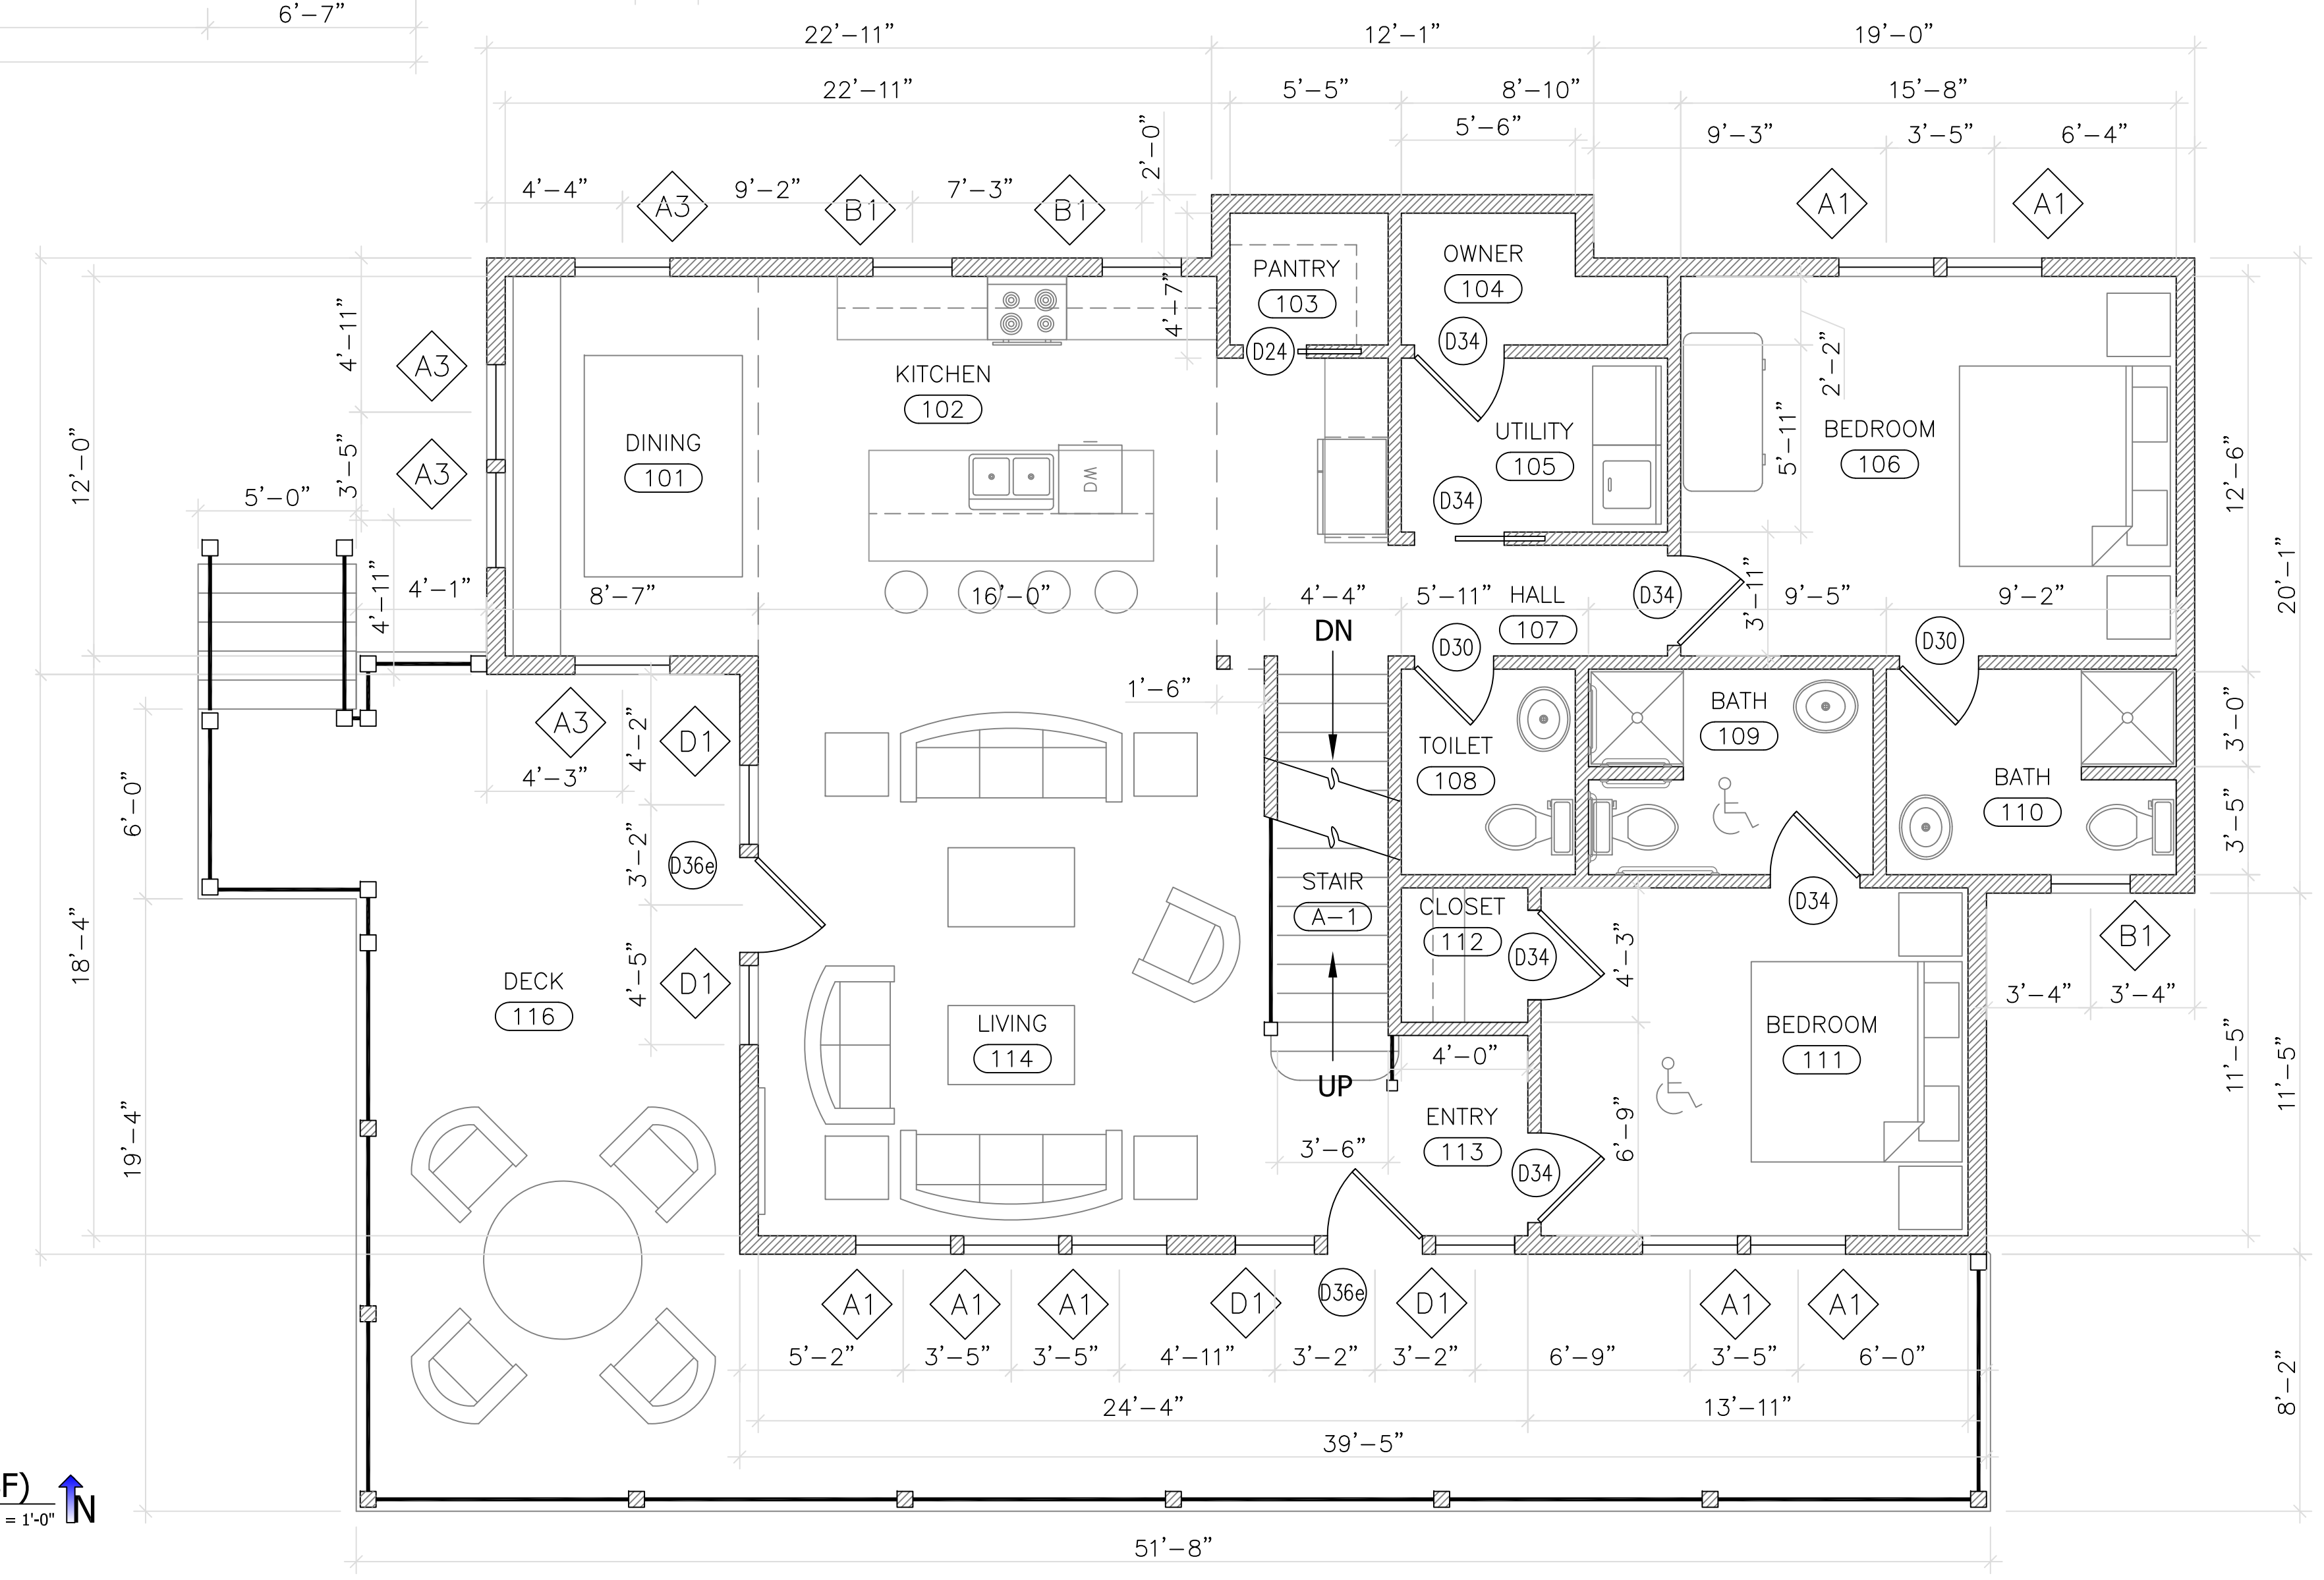 6'-7"
22'-11"
12'-1"
19'-0"
22'-11"
5'-5"
8'-10"
15'-8"
2'-0"
5'-6"
9'-3"
3'-5"
6'-4"
4'-4"
A3
9'-2"
B1
7'-3"
B1
A1
A1
4'-11"
A3
4'-7"
PANTRY
103
OWNER
104
D24
D34
2'-2"
KITCHEN
102
12'-0"
3'-5"
A3
DINING
101
DW
UTILITY
105
D34
5'-11"
BEDROOM
106
12'-6"
20'-1"
5'-0"
4'-11"
4'-1"
8'-7"
16'-0"
4'-4"
5'-11"
HALL
107
D34
3'-11"
9'-5"
9'-2"
DN
D30
D30
1'-6"
A3
4'-3"
4'-2"
D1
TOILET
108
BATH
109
BATH
110
3'-0"
3'-5"
6'-0"
3'-2"
D36e
STAIR
A-1
CLOSET
112
D34
D34
B1
4'-3"
18'-4"
DECK
116
4'-5"
D1
LIVING
114
BEDROOM
111
3'-4"
3'-4"
11'-5"
11'-5"
UP
4'-0"
19'-4"
3'-6"
ENTRY
113
D34
6'-9"
A1
A1
A1
D1
D36e
D1
A1
A1
5'-2"
3'-5"
3'-5"
4'-11"
3'-2"
3'-2"
6'-9"
3'-5"
6'-0"
8'-2"
24'-4"
13'-11"
39'-5"
F)
= 1'-0"
N
51'-8"